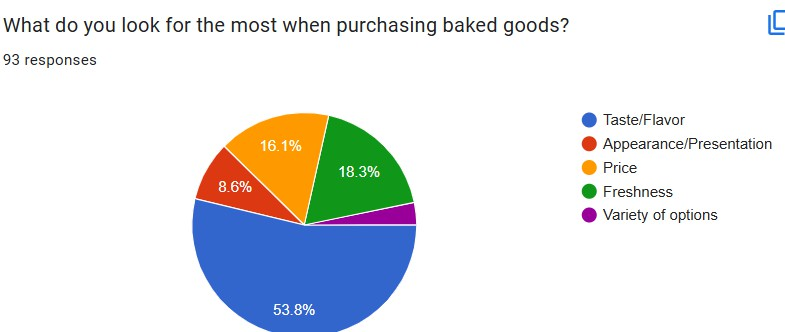 What do you look for the most when purchasing baked goods?
93 responses
16.1%
18.3%
8.6%
53.8%
Taste/Flavor
Appearance/Presentation
Price
Freshness
Variety of options